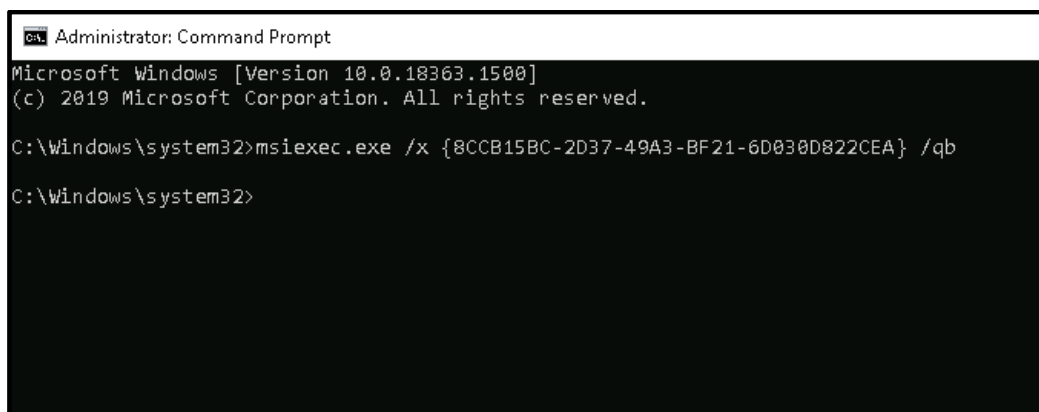 Administrator: Command Prompt
Microsoft Windows [Version 10.0.18363.1500]
(c) 2019 Microsoft Corporation. All rights reserved.
C:\Windows\system32>msiexec.exe /x {8CCB15BC-2D37-49A3-BF21-6D030D822CEA} /qb
C:\Windows\system32>